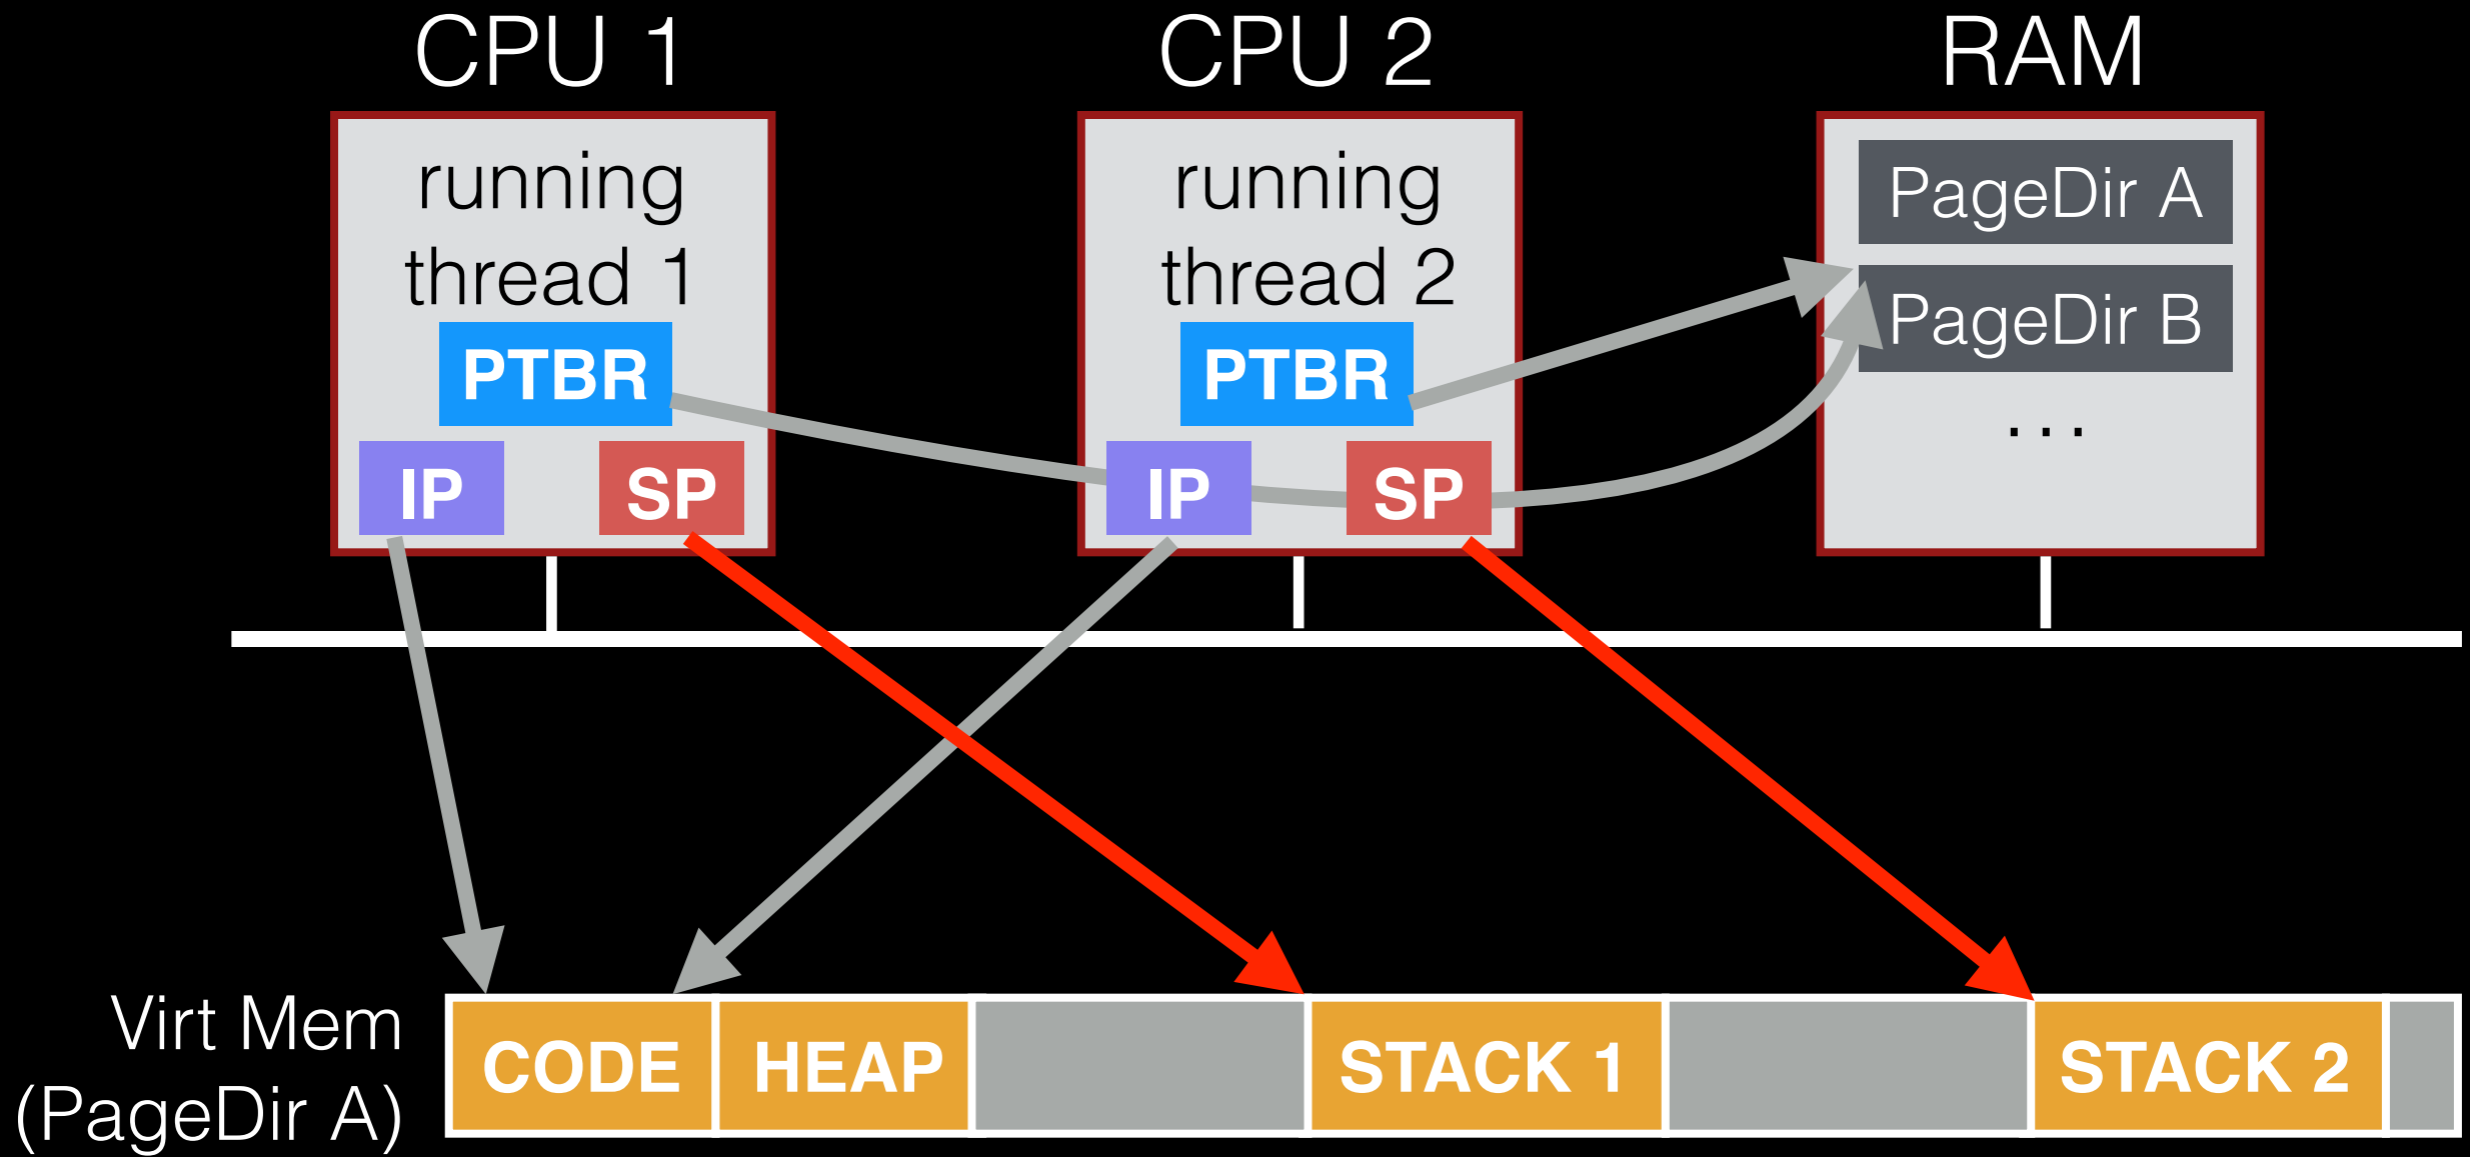 CPU 1
CPU 2
RAM
running
thread 1
PTBR
IP
SP
running
thread 2
PTBR
IP
SP
PageDir A
PageDir B
...
Virt Mem
(PageDir A)
CODE
HEAP
STACK 1
STACK 2